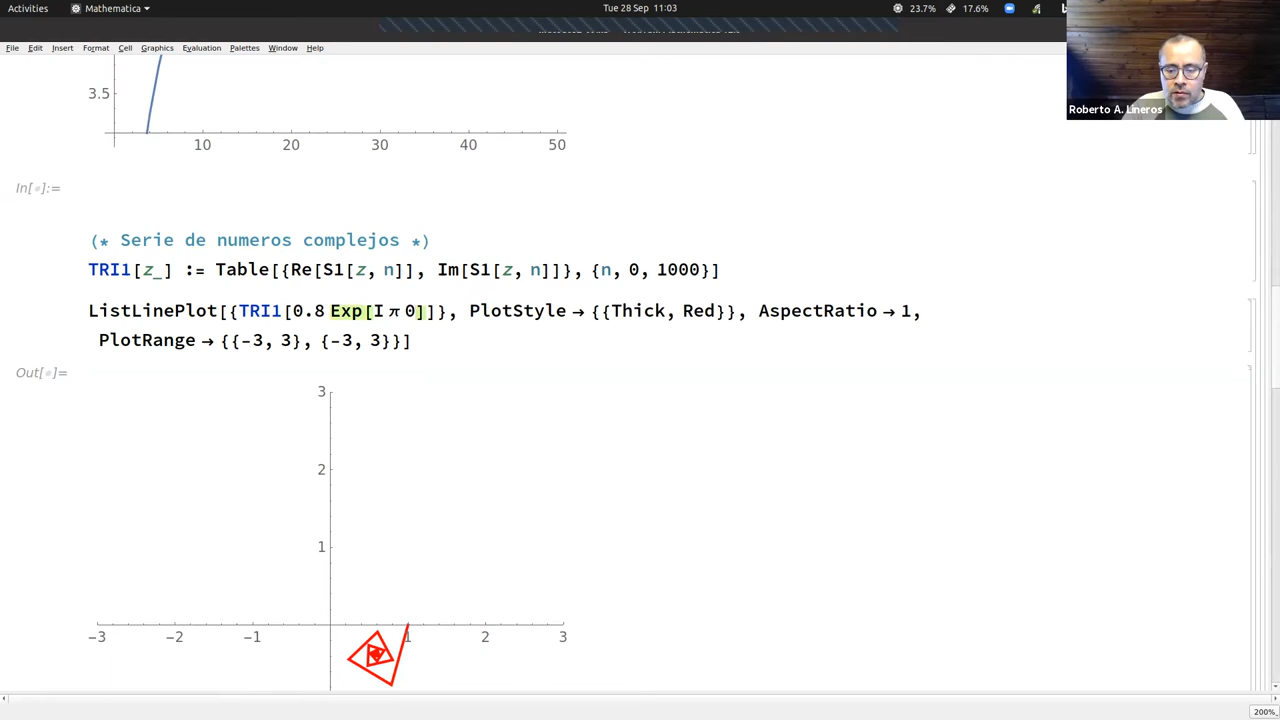 Activities Mathematica Tue 28 Sep 11:03 23.7% 17.6%
File Edit Insert Format Cell Graphics Evaluation Palettes Window Help
Roberto A. Lineros
3.5
10 20 30 40 50
In[•]:=
(* Serie de numeros complejos *)
TRI1[z_] := Table[{Re[S1[z, n]], Im[S1[z, n]]}, {n, 0, 1000}]
ListLinePlot[{TRI1[0.8 Exp[I π 0]]}, PlotStyle → {{Thick, Red}}, AspectRatio → 1,
PlotRange → {{-3, 3}, {-3, 3}}]
Out[•]=
3
2
1
-3 -2 -1 1 2 3
200%